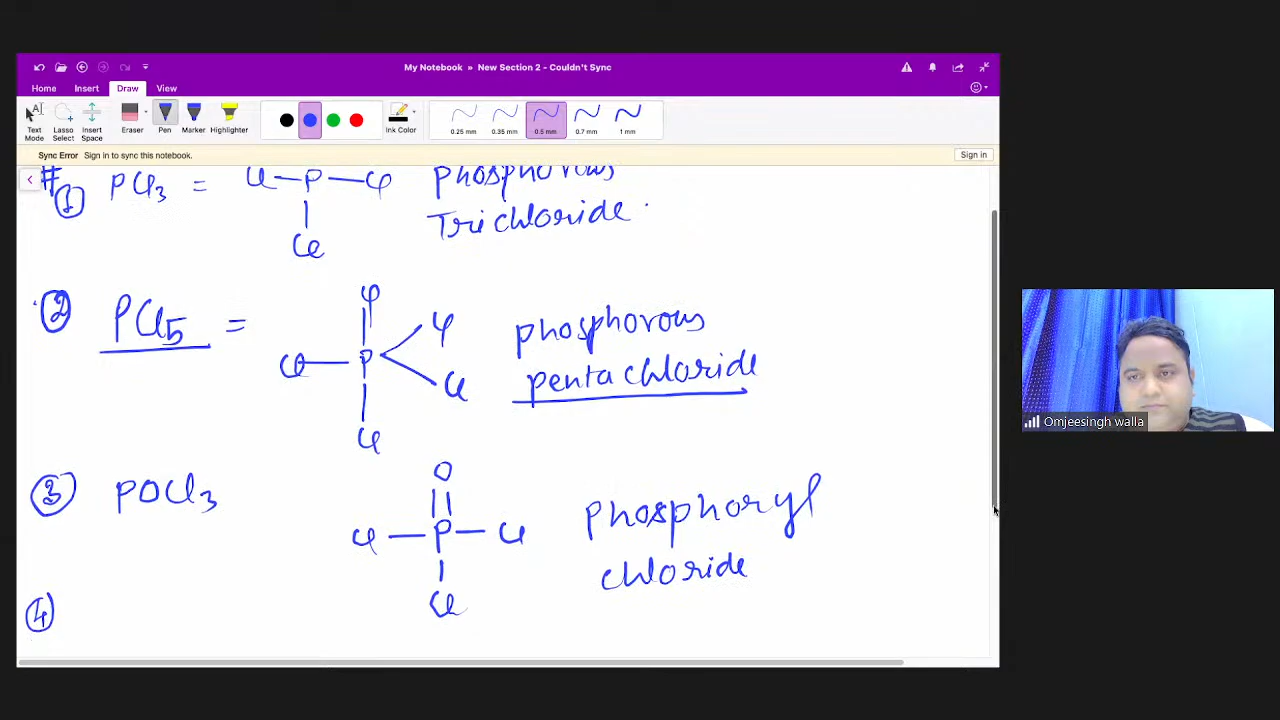 My Notebook » New Section 2 - Couldn't Sync
Home Insert Draw View
Text Mode
Lasso Select
Insert Space
Eraser
Pen
Marker
Highlighter
Ink Color
0.25 mm
0.35 mm
0.5 mm
0.7 mm
1 mm
Sync Error Sign in to sync this notebook.
Sign in
#
① PCl3 = Cl—P—Cl phosphorous
Cl
Trichloride
② PCl5 =
Cl
Cl
Cl P
Cl
Cl
phosphorous
pentachloride
③ POCl3
O
Cl P Cl
Cl
phosphoryl
chloride
④
Omjeesingh walla